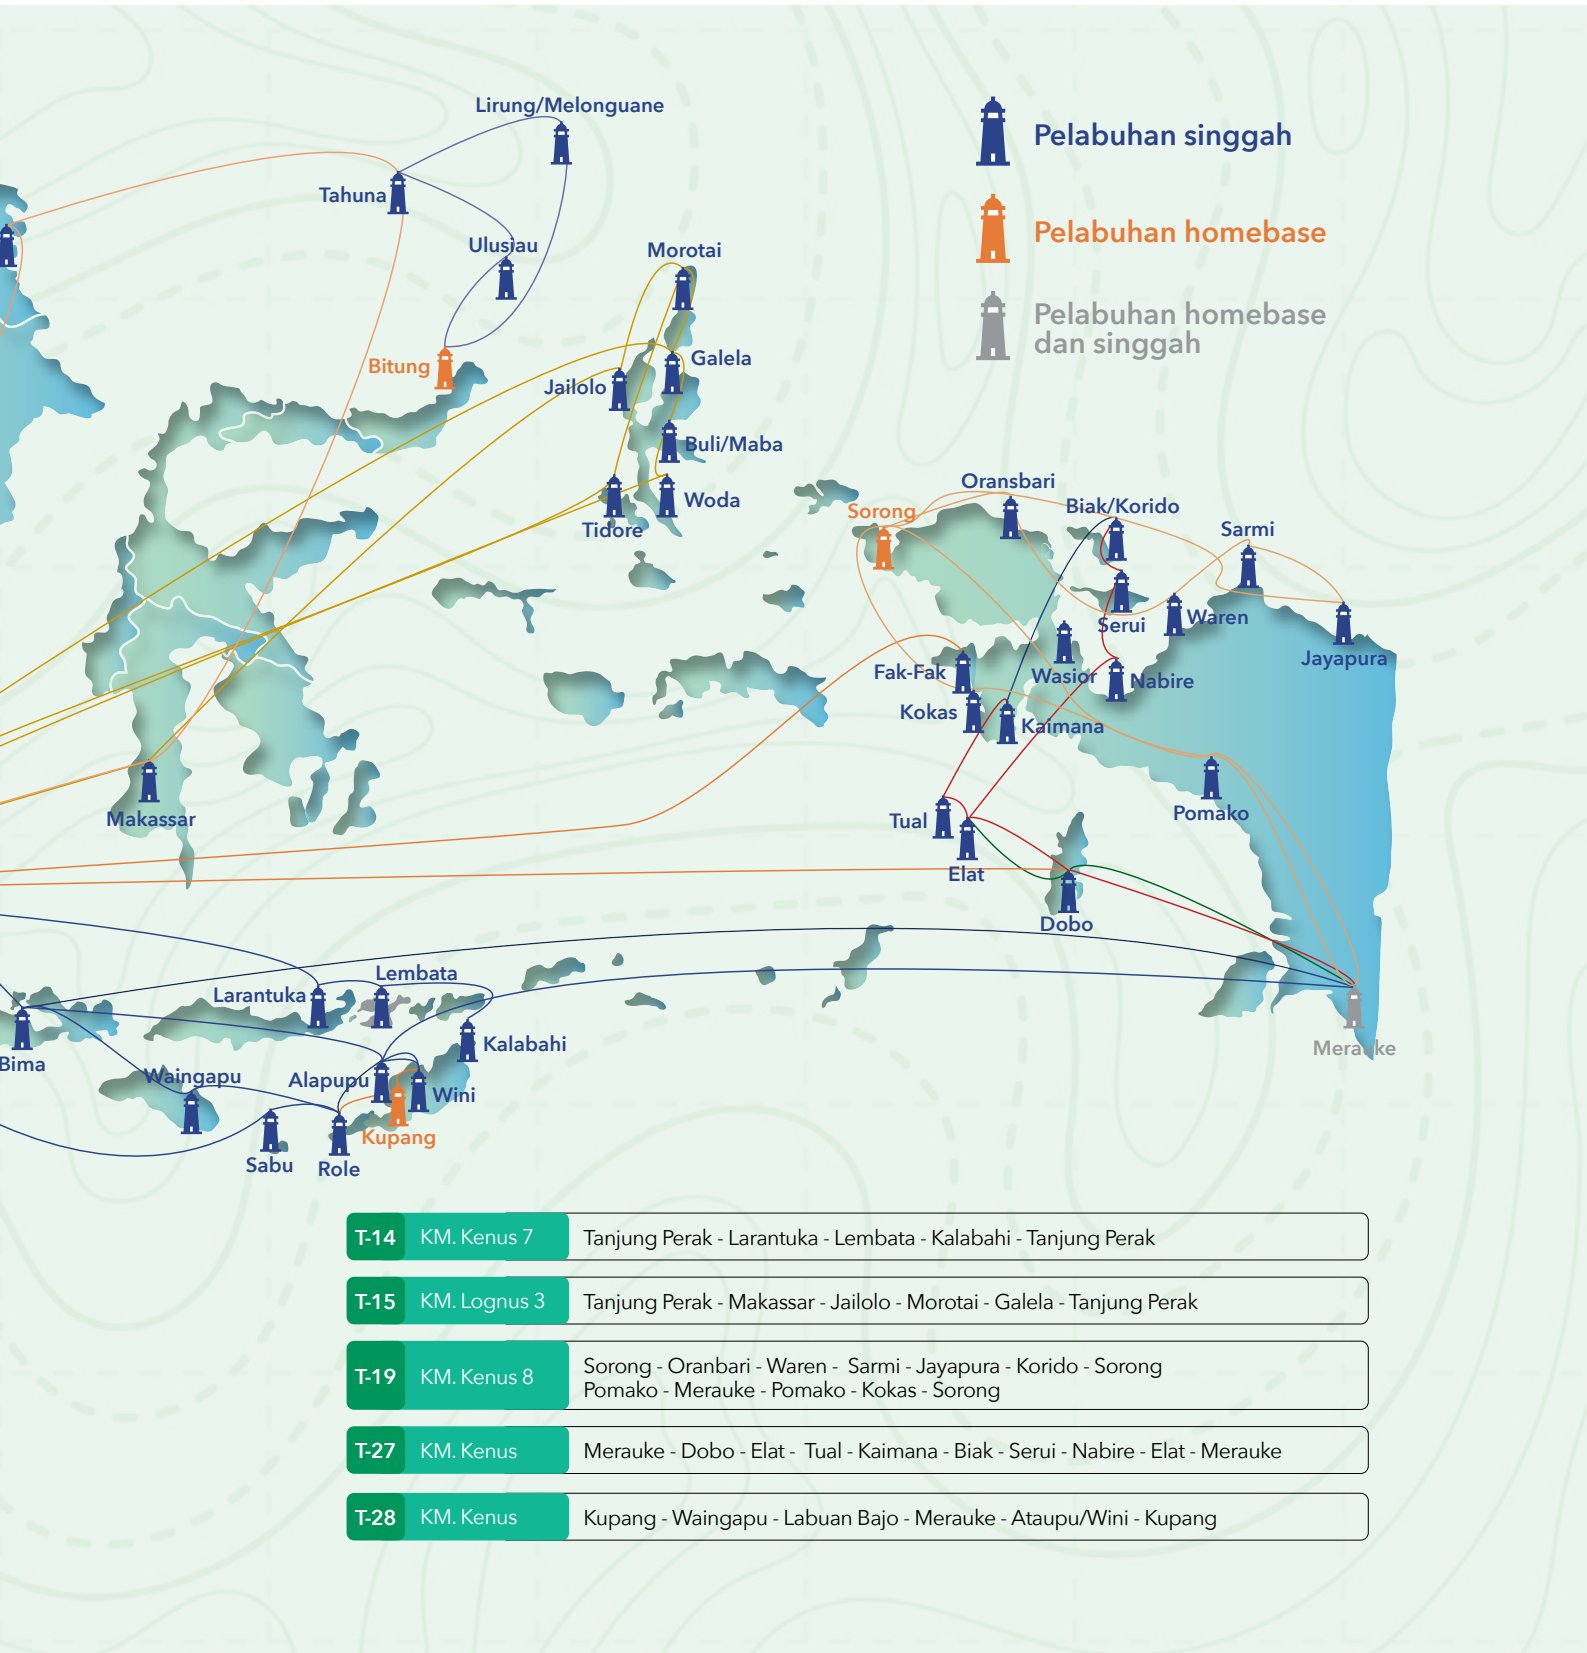 Lirung/Melonguane
Pelabuhan singgah
Tahuna
Pelabuhan homebase
Ulusiau
Morotai
Pelabuhan homebase
dan singgah
Bitung
Galela
Jailolo
Buli/Maba
Woda
Tidore
Oransbari
Biak/Korido
Sorong
Sarmi
Waren
Serui
Jayapura
Fak-Fak
Wasior
Nabire
Kokas
Kaimana
Makassar
Tual
Pomako
Elat
Dobo
Lembata
Larantuka
Kalabahi
Merauke
Bima
Waingapu
Alapupu
Wini
Kupang
Sabu
Role
T-14 KM. Kenus 7 Tanjung Perak - Larantuka - Lembata - Kalabahi - Tanjung Perak
T-15 KM. Lognus 3 Tanjung Perak - Makassar - Jailolo - Morotai - Galela - Tanjung Perak
T-19 KM. Kenus 8 Sorong - Oranbari - Waren - Sarmi - Jayapura - Korido - Sorong
Pomako - Merauke - Pomako - Kokas - Sorong
T-27 KM. Kenus Merauke - Dobo - Elat - Tual - Kaimana - Biak - Serui - Nabire - Elat - Merauke
T-28 KM. Kenus Kupang - Waingapu - Labuan Bajo - Merauke - Ataupu/Wini - Kupang